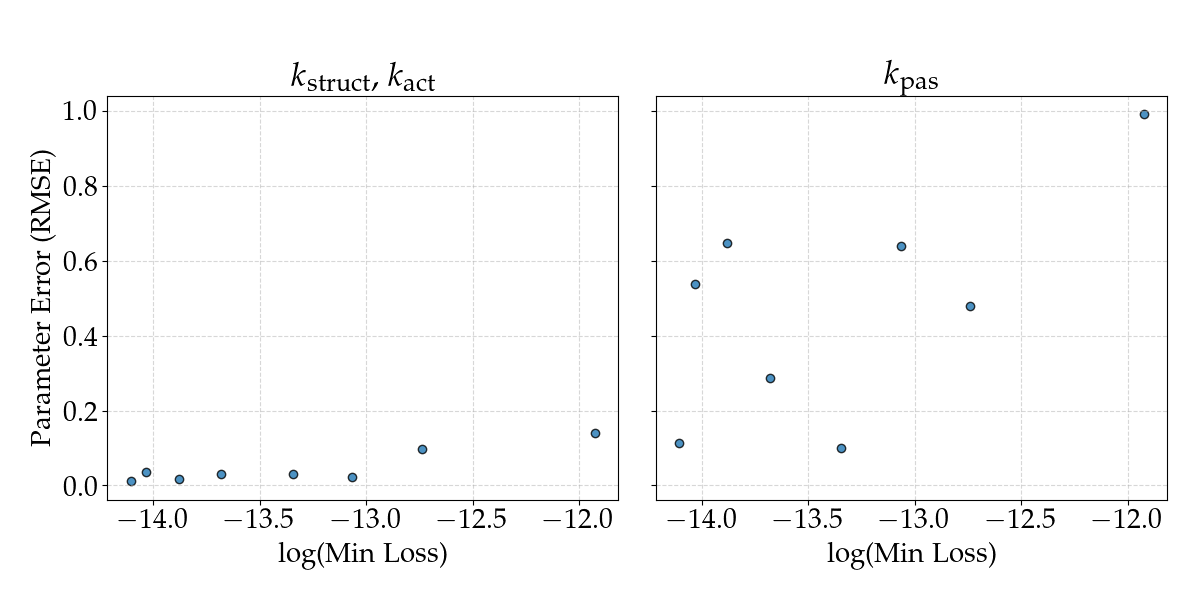 k_struct, k_act
k_pas
Parameter Error (RMSE)
1.0
0.8
0.6
0.4
0.2
0.0
−14.0 −13.5 −13.0 −12.5 −12.0
−14.0 −13.5 −13.0 −12.5 −12.0
log(Min Loss)
log(Min Loss)